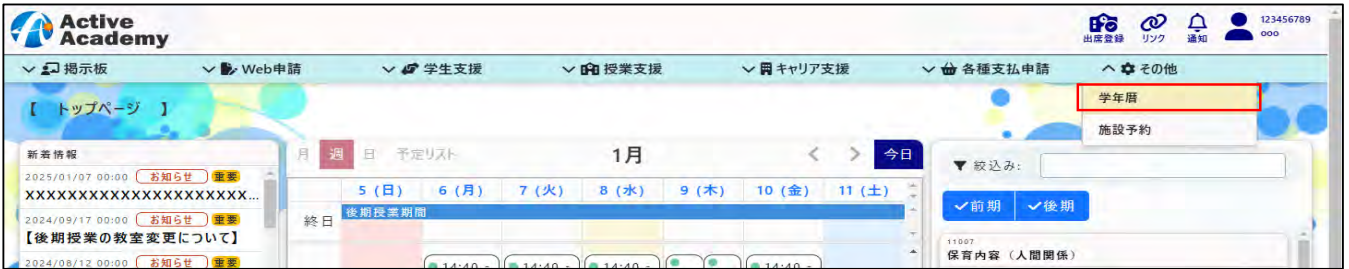 Active
Academy
出席登録 リンク 通知 123456789
ooo
掲示板 Web申請 学生支援 授業支援 キャリア支援 各種支払申請 その他
学年暦
施設予約
【 トップページ 】
新着情報
2025/01/07 00:00 お知らせ 重要
XXXXXXXXXXXXXXXXXXXXXX...
2024/09/17 00:00 お知らせ 重要
【後期授業の教室変更について】
2024/08/12 00:00 お知らせ 重要
月 週 日 予定リスト 1月 < > 今日
5 (日) 6 (月) 7 (火) 8 (水) 9 (木) 10 (金) 11 (土)
終日 後期授業期間
14:40 - 14:40 - 14:40 - 14:40 -
▼ 絞込み:
✓前期 ✓後期
11007
保育内容（人間関係）